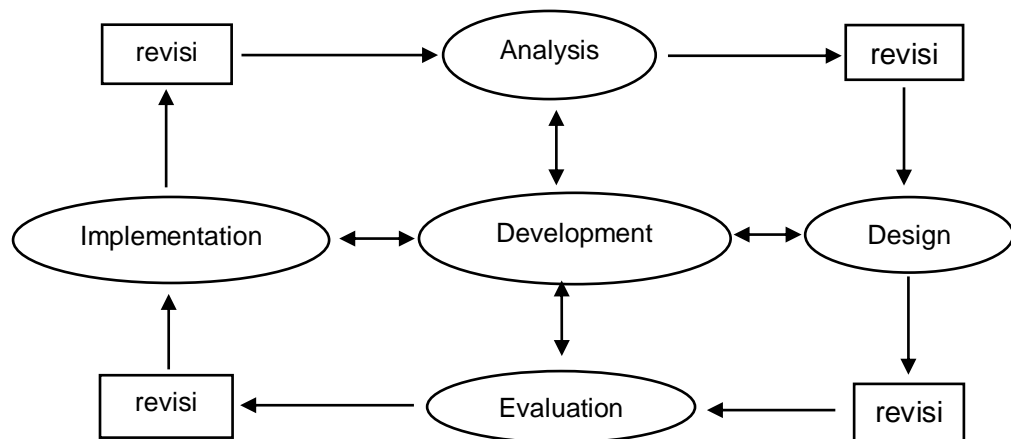 revisi
Analysis
revisi
Implementation
Development
Design
revisi
Evaluation
revisi